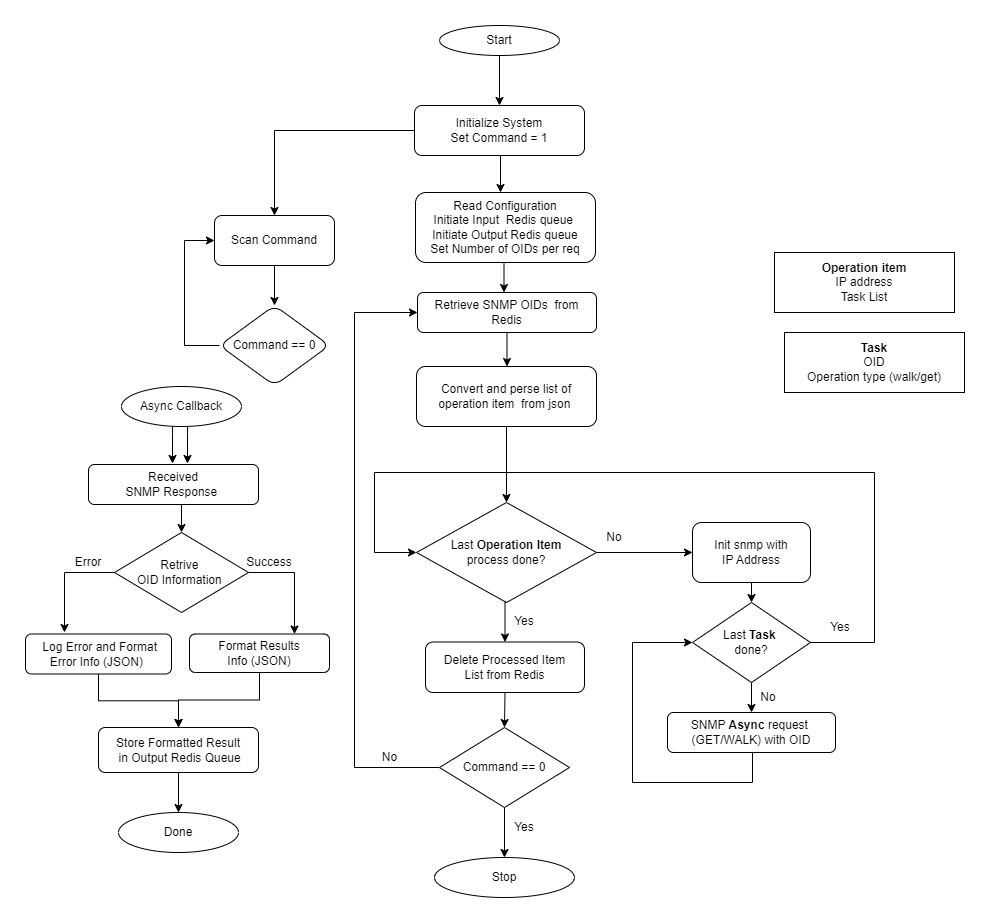 Start
Initialize System
Set Command = 1
Read Configuration
Initiate Input Redis queue
Initiate Output Redis queue
Set Number of OIDs per req
Scan Command
Command == 0
Retrieve SNMP OIDs from
Redis
Convert and perse list of
operation item from json
Operation item
IP address
Task List
Task
OID
Operation type (walk/get)
Async Callback
Received
SNMP Response
Retrive
OID Information
Error
Success
Log Error and Format
Error Info (JSON)
Format Results
Info (JSON)
Store Formatted Result
in Output Redis Queue
Done
Last Operation Item
process done?
No
Yes
Init snmp with
IP Address
Last Task
done?
Yes
No
SNMP Async request
(GET/WALK) with OID
Delete Processed Item
List from Redis
Command == 0
No
Yes
Stop